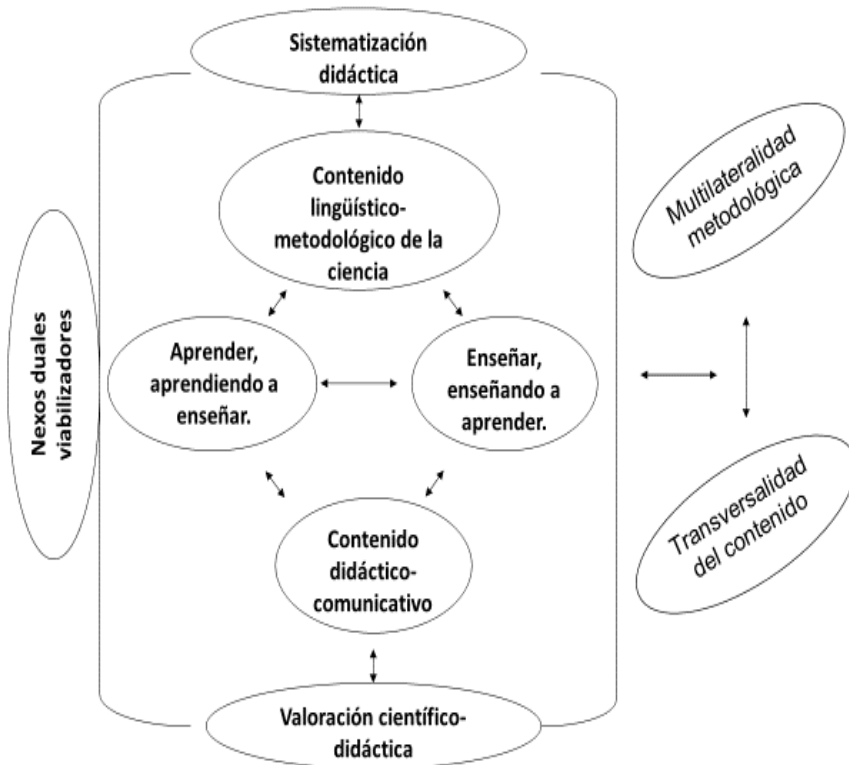 Sistematización
didáctica
Contenido
lingüístico-
metodológico de la
ciencia
Multilateralidad
metodológica
Nexos duales
viabilizadores
Aprender,
aprendiendo a
enseñar.
Enseñar,
enseñando a
aprender.
Transversalidad
del contenido
Contenido
didáctico-
comunicativo
Valoración científico-
didáctica